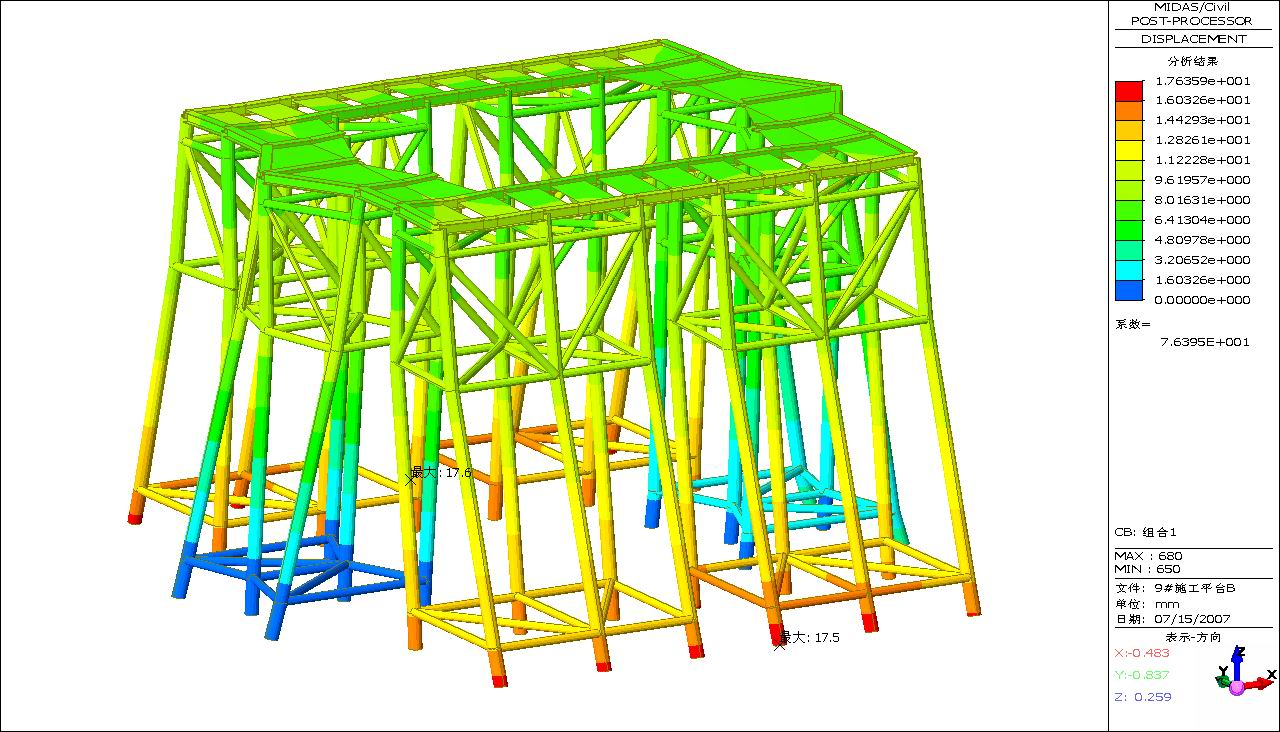 MIDAS/Civil
POST-PROCESSOR
DISPLACEMENT
分析结果
1.76359e+001
1.60326e+001
1.44293e+001
1.28261e+001
1.12228e+001
9.61957e+000
8.01631e+000
6.41304e+000
4.80978e+000
3.20652e+000
1.60326e+000
0.00000e+000
系数=
7.6395E+001
最大: 17.6
最大: 17.5
CB: 组合1
MAX : 680
MIN : 650
文件: 9#施工平台B
单位: mm
日期: 07/15/2007
表示-方向
X:-0.483
Y:-0.837
Z: 0.259
Z
Y
X